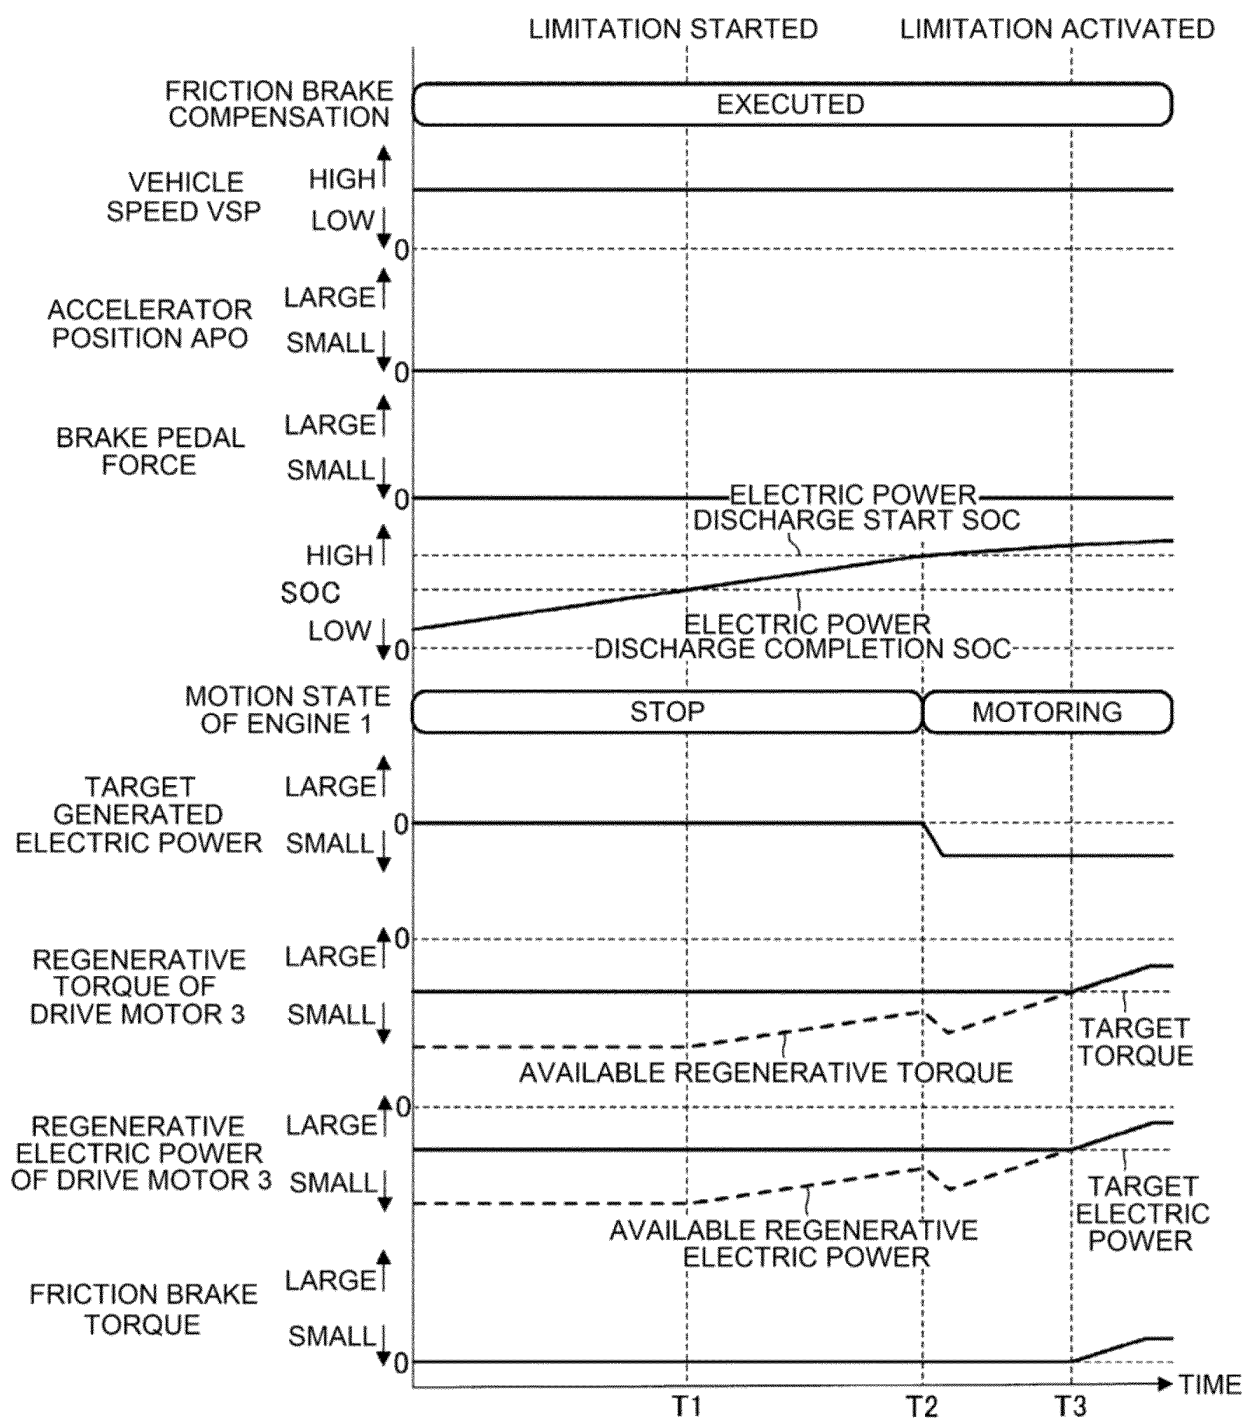 LIMITATION STARTED LIMITATION ACTIVATED
FRICTION BRAKE
COMPENSATION
EXECUTED
VEHICLE
SPEED VSP
HIGH
LOW
0
ACCELERATOR
POSITION APO
LARGE
SMALL
0
BRAKE PEDAL
FORCE
LARGE
SMALL
0
ELECTRIC POWER
DISCHARGE START SOC
SOC
HIGH
LOW
0
ELECTRIC POWER
DISCHARGE COMPLETION SOC
MOTION STATE
OF ENGINE 1
STOP
MOTORING
TARGET
GENERATED
ELECTRIC POWER
LARGE
0
SMALL
REGENERATIVE
TORQUE OF
DRIVE MOTOR 3
0
LARGE
SMALL
AVAILABLE REGENERATIVE TORQUE
TARGET
TORQUE
REGENERATIVE
ELECTRIC POWER
OF DRIVE MOTOR 3
0
LARGE
SMALL
AVAILABLE REGENERATIVE
ELECTRIC POWER
TARGET
ELECTRIC
POWER
FRICTION BRAKE
TORQUE
LARGE
SMALL
0
TIME
T1 T2 T3